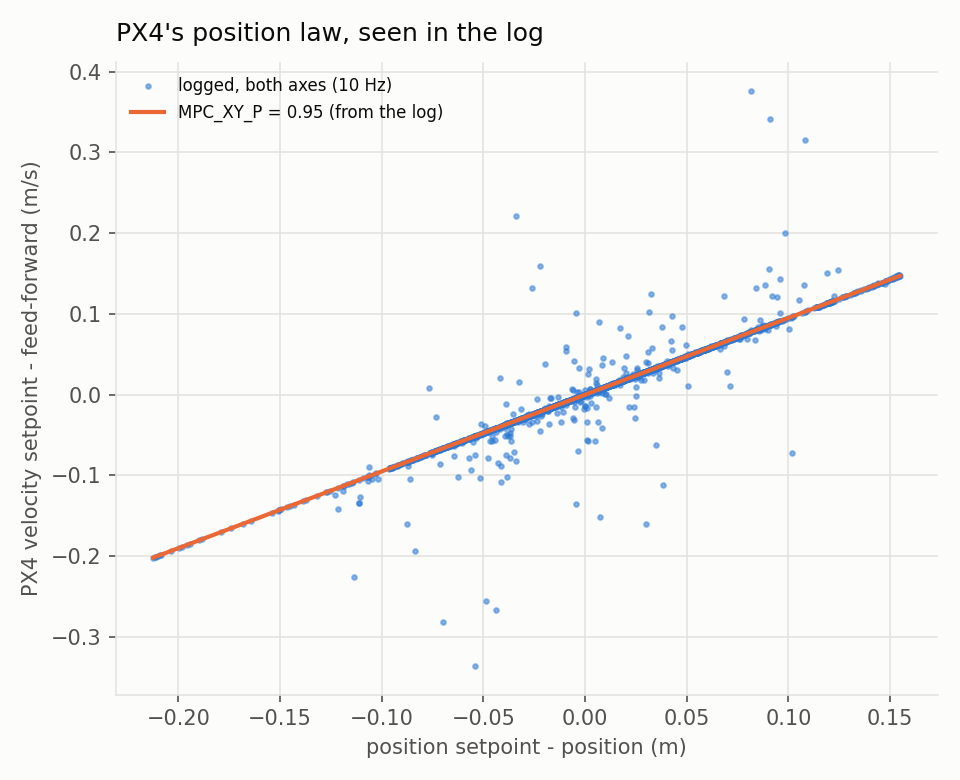 PX4's position law, seen in the log
logged, both axes (10 Hz)
MPC_XY_P = 0.95 (from the log)
PX4 velocity setpoint - feed-forward (m/s)
0.4
0.3
0.2
0.1
0.0
−0.1
−0.2
−0.3
−0.20 −0.15 −0.10 −0.05 0.00 0.05 0.10 0.15
position setpoint - position (m)